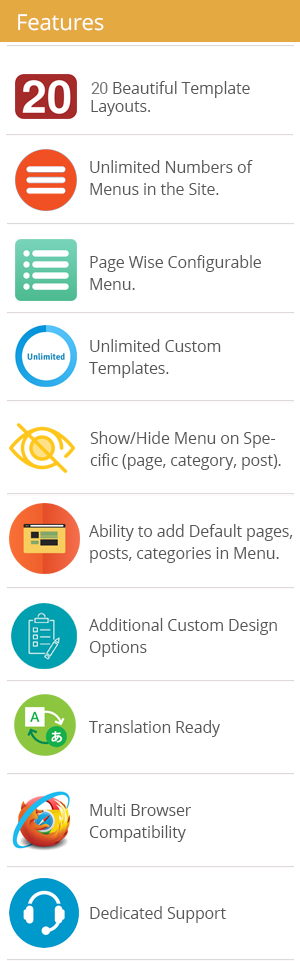 Features
20
20 Beautiful Template
Layouts.
Unlimited Numbers of
Menus in the Site.
Page Wise Configurable
Menu.
Unlimited
Unlimited Custom
Templates.
Show/Hide Menu on Spe-
cific (page, category, post).
Ability to add Default pages,
posts, categories in Menu.
Additional Custom Design
Options
A
あ
Translation Ready
Multi Browser
Compatibility
Dedicated Support